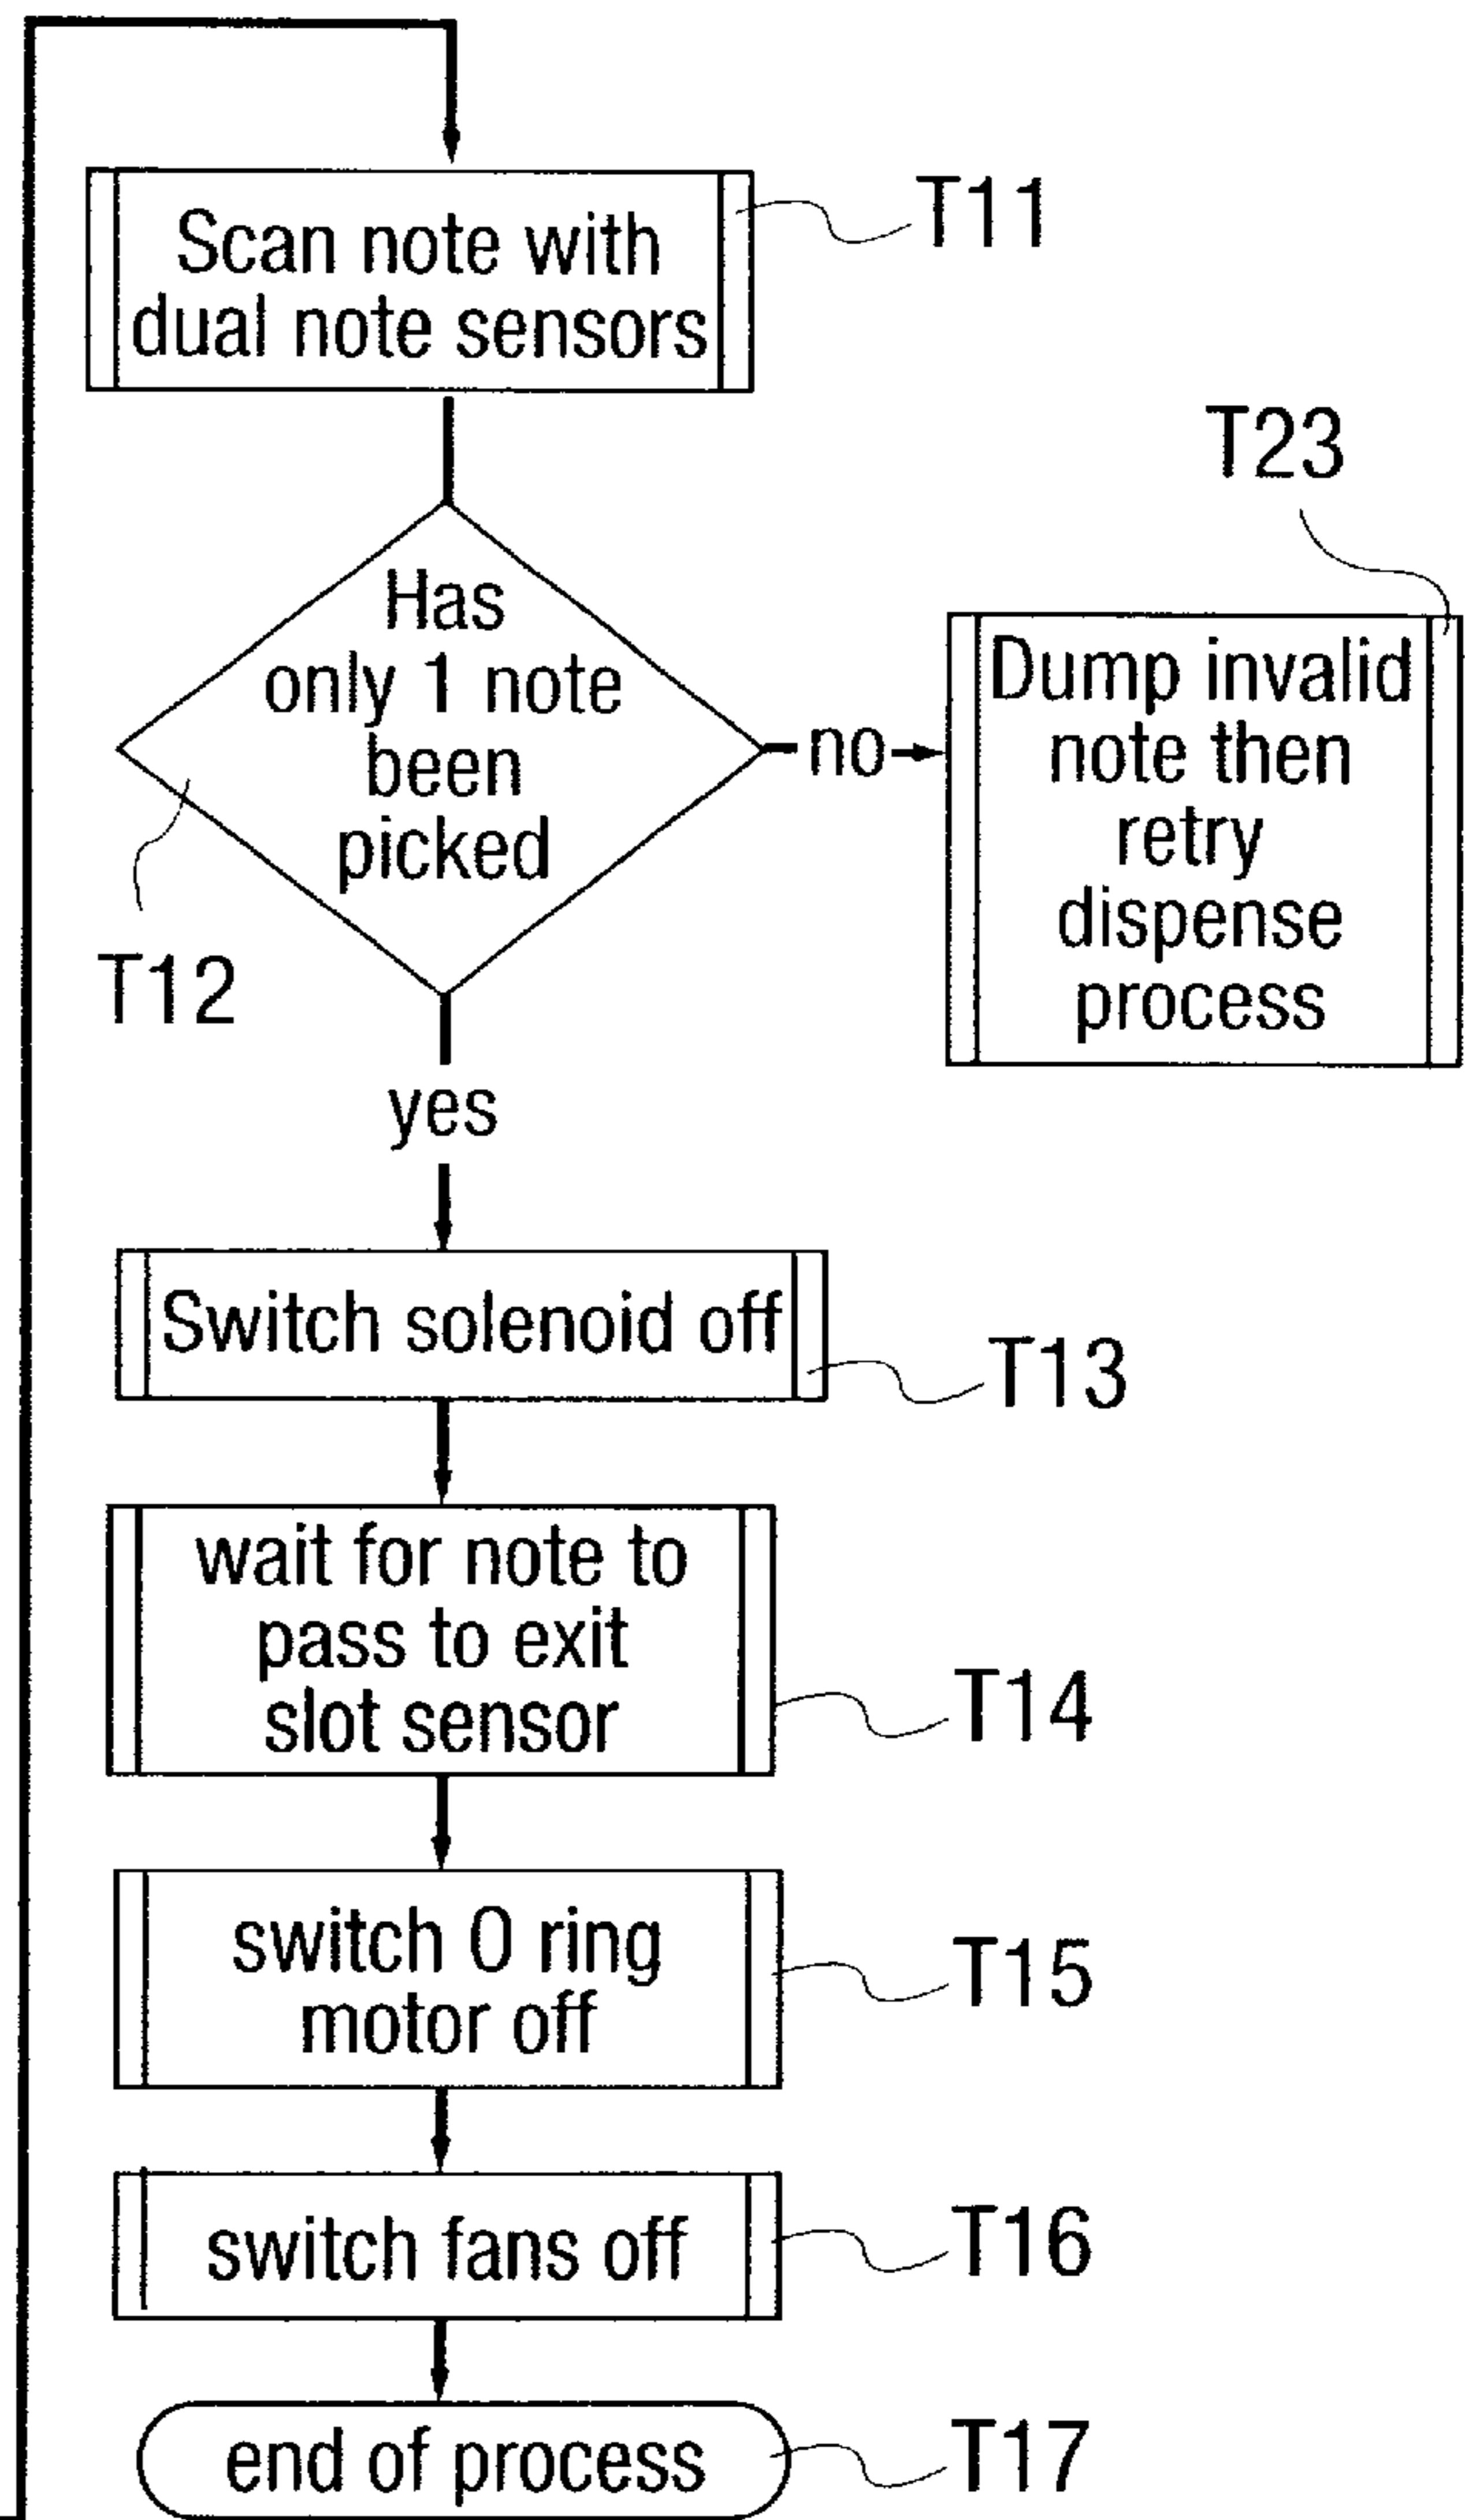 Scan note with
dual note sensors
T11
Has
only 1 note
been
picked
T12
no
T23
Dump invalid
note then
retry
dispense
process
yes
Switch solenoid off
T13
wait for note to
pass to exit
slot sensor
T14
switch O ring
motor off
T15
switch fans off
T16
end of process
T17